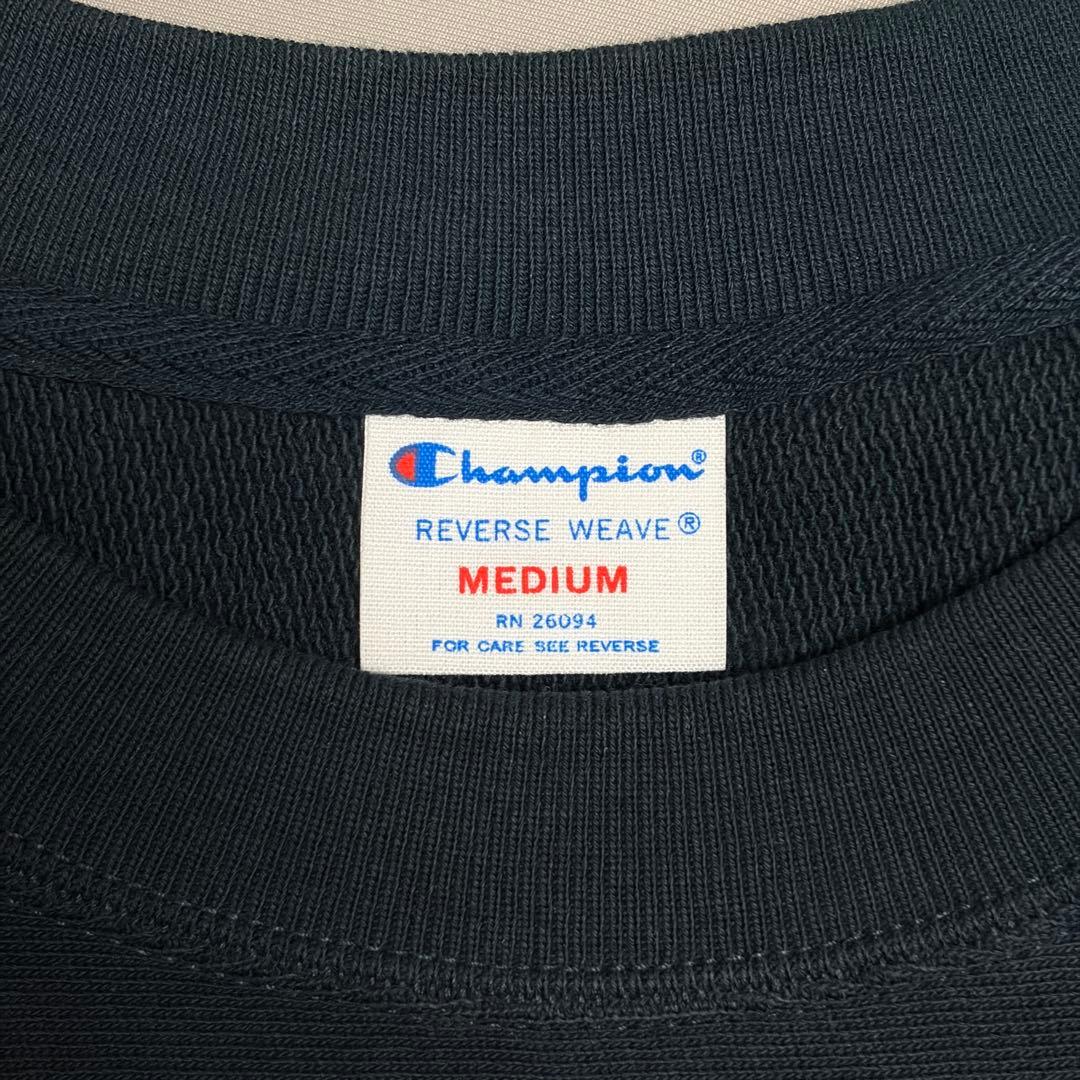 Champion®
REVERSE WEAVE®
MEDIUM
RN 26094
FOR CARE SEE REVERSE